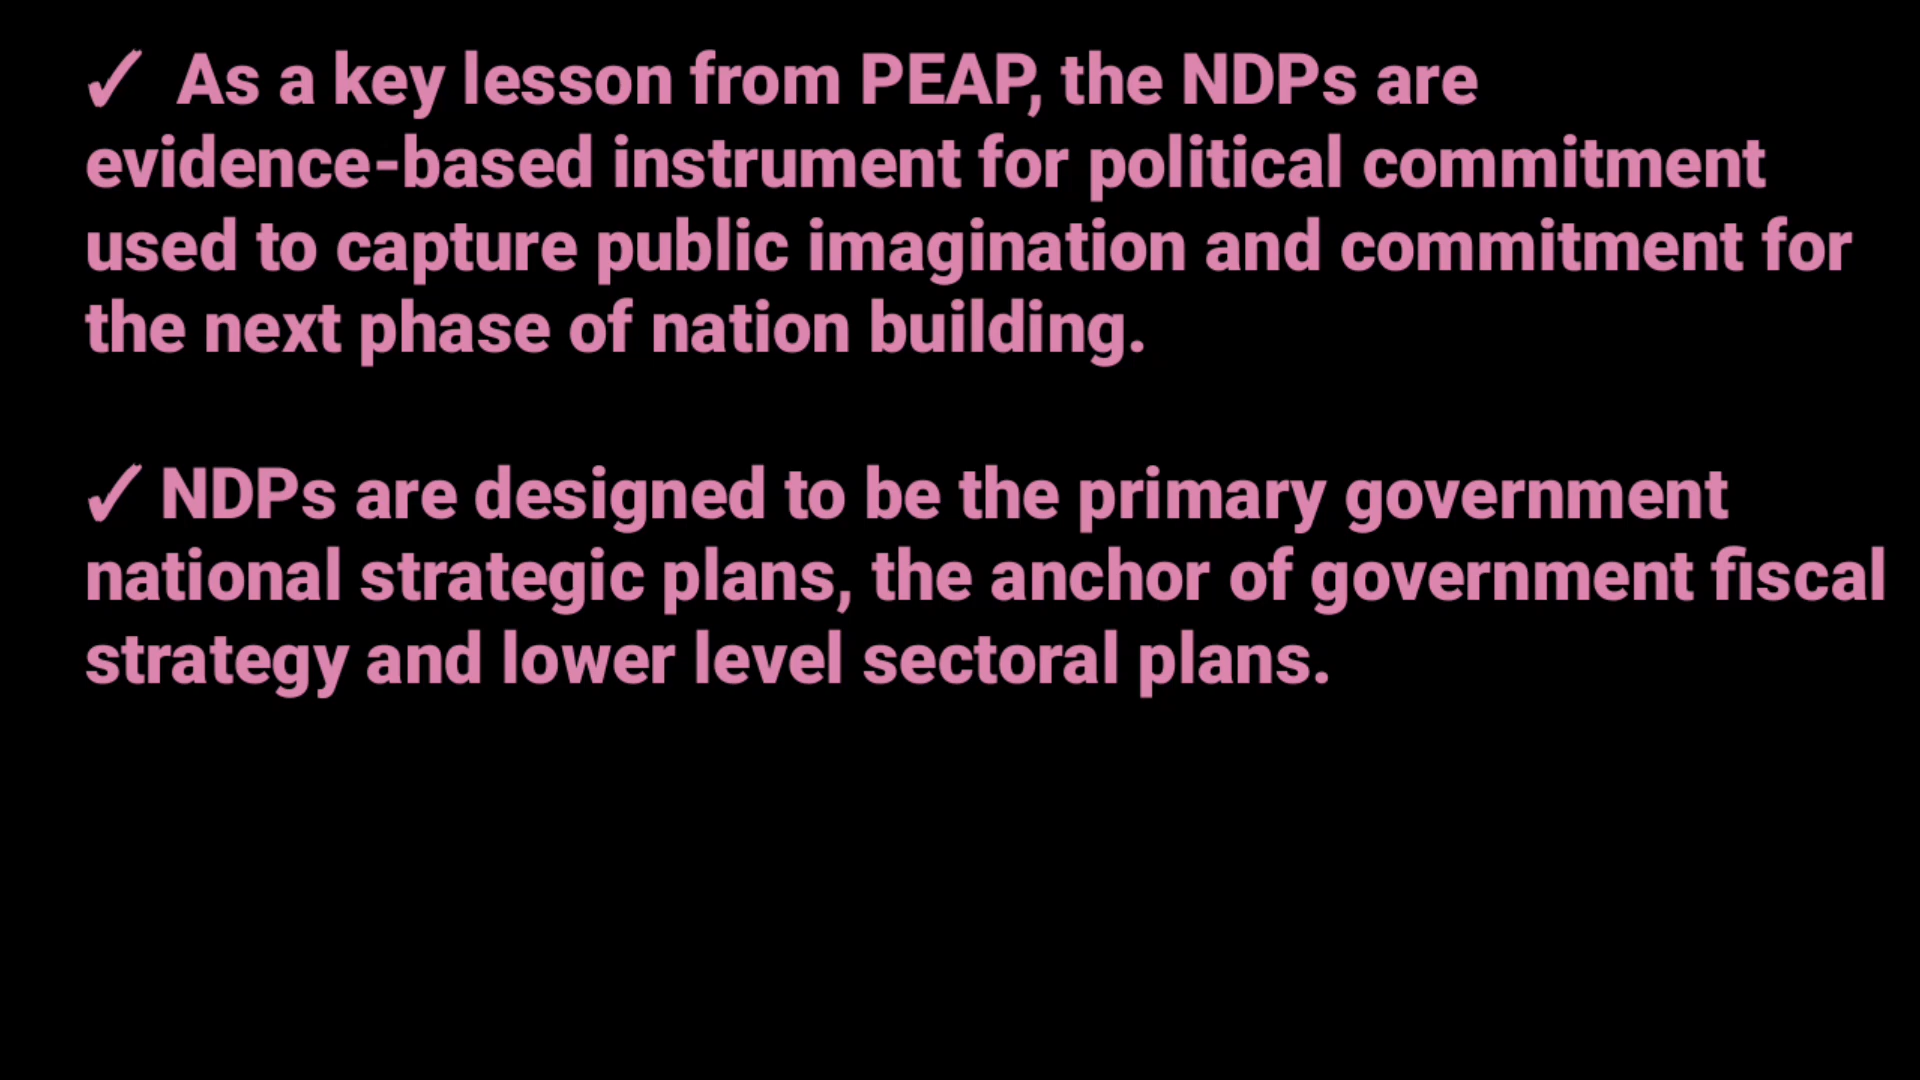 ✓ As a key lesson from PEAP, the NDPs are
evidence-based instrument for political commitment
used to capture public imagination and commitment for
the next phase of nation building.
✓ NDPs are designed to be the primary government
national strategic plans, the anchor of government fiscal
strategy and lower level sectoral plans.